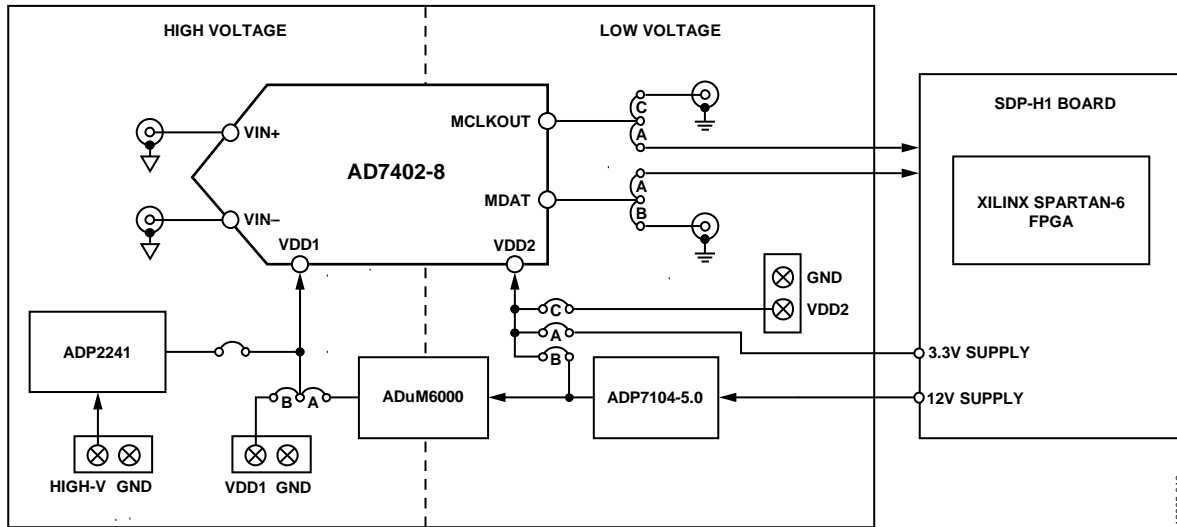 HIGH VOLTAGE
LOW VOLTAGE
SDP-H1 BOARD
XILINX SPARTAN-6
FPGA
VIN+
VIN–
AD7402-8
MCLKOUT
MDAT
VDD1
VDD2
C
A
A
B
GND
VDD2
C
A
B
3.3V SUPPLY
12V SUPPLY
ADP2241
B
A
ADuM6000
ADP7104-5.0
HIGH-V GND
VDD1 GND